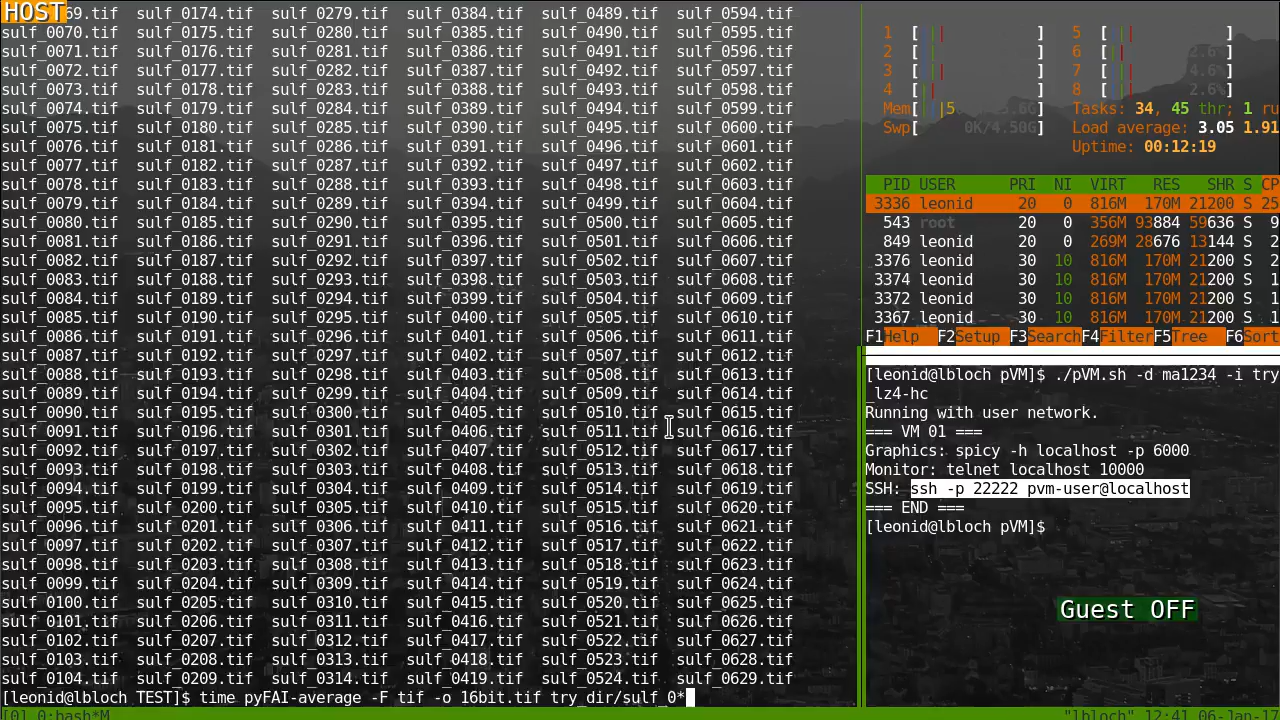 HOST
69.tif sulf_0174.tif sulf_0279.tif sulf_0384.tif sulf_0489.tif sulf_0594.tif
sulf_0070.tif sulf_0175.tif sulf_0280.tif sulf_0385.tif sulf_0490.tif sulf_0595.tif
sulf_0071.tif sulf_0176.tif sulf_0281.tif sulf_0386.tif sulf_0491.tif sulf_0596.tif
sulf_0072.tif sulf_0177.tif sulf_0282.tif sulf_0387.tif sulf_0492.tif sulf_0597.tif
sulf_0073.tif sulf_0178.tif sulf_0283.tif sulf_0388.tif sulf_0493.tif sulf_0598.tif
sulf_0074.tif sulf_0179.tif sulf_0284.tif sulf_0389.tif sulf_0494.tif sulf_0599.tif
sulf_0075.tif sulf_0180.tif sulf_0285.tif sulf_0390.tif sulf_0495.tif sulf_0600.tif
sulf_0076.tif sulf_0181.tif sulf_0286.tif sulf_0391.tif sulf_0496.tif sulf_0601.tif
sulf_0077.tif sulf_0182.tif sulf_0287.tif sulf_0392.tif sulf_0497.tif sulf_0602.tif
sulf_0078.tif sulf_0183.tif sulf_0288.tif sulf_0393.tif sulf_0498.tif sulf_0603.tif
sulf_0079.tif sulf_0184.tif sulf_0289.tif sulf_0394.tif sulf_0499.tif sulf_0604.tif
sulf_0080.tif sulf_0185.tif sulf_0290.tif sulf_0395.tif sulf_0500.tif sulf_0605.tif
sulf_0081.tif sulf_0186.tif sulf_0291.tif sulf_0396.tif sulf_0501.tif sulf_0606.tif
sulf_0082.tif sulf_0187.tif sulf_0292.tif sulf_0397.tif sulf_0502.tif sulf_0607.tif
sulf_0083.tif sulf_0188.tif sulf_0293.tif sulf_0398.tif sulf_0503.tif sulf_0608.tif
sulf_0084.tif sulf_0189.tif sulf_0294.tif sulf_0399.tif sulf_0504.tif sulf_0609.tif
sulf_0085.tif sulf_0190.tif sulf_0295.tif sulf_0400.tif sulf_0505.tif sulf_0610.tif
sulf_0086.tif sulf_0191.tif sulf_0296.tif sulf_0401.tif sulf_0506.tif sulf_0611.tif
sulf_0087.tif sulf_0192.tif sulf_0297.tif sulf_0402.tif sulf_0507.tif sulf_0612.tif
sulf_0088.tif sulf_0193.tif sulf_0298.tif sulf_0403.tif sulf_0508.tif sulf_0613.tif
sulf_0089.tif sulf_0194.tif sulf_0299.tif sulf_0404.tif sulf_0509.tif sulf_0614.tif
sulf_0090.tif sulf_0195.tif sulf_0300.tif sulf_0405.tif sulf_0510.tif sulf_0615.tif
sulf_0091.tif sulf_0196.tif sulf_0301.tif sulf_0406.tif sulf_0511.tif sulf_0616.tif
sulf_0092.tif sulf_0197.tif sulf_0302.tif sulf_0407.tif sulf_0512.tif sulf_0617.tif
sulf_0093.tif sulf_0198.tif sulf_0303.tif sulf_0408.tif sulf_0513.tif sulf_0618.tif
sulf_0094.tif sulf_0199.tif sulf_0304.tif sulf_0409.tif sulf_0514.tif sulf_0619.tif
sulf_0095.tif sulf_0200.tif sulf_0305.tif sulf_0410.tif sulf_0515.tif sulf_0620.tif
sulf_0096.tif sulf_0201.tif sulf_0306.tif sulf_0411.tif sulf_0516.tif sulf_0621.tif
sulf_0097.tif sulf_0202.tif sulf_0307.tif sulf_0412.tif sulf_0517.tif sulf_0622.tif
sulf_0098.tif sulf_0203.tif sulf_0308.tif sulf_0413.tif sulf_0518.tif sulf_0623.tif
sulf_0099.tif sulf_0204.tif sulf_0309.tif sulf_0414.tif sulf_0519.tif sulf_0624.tif
sulf_0100.tif sulf_0205.tif sulf_0310.tif sulf_0415.tif sulf_0520.tif sulf_0625.tif
sulf_0101.tif sulf_0206.tif sulf_0311.tif sulf_0416.tif sulf_0521.tif sulf_0626.tif
sulf_0102.tif sulf_0207.tif sulf_0312.tif sulf_0417.tif sulf_0522.tif sulf_0627.tif
sulf_0103.tif sulf_0208.tif sulf_0313.tif sulf_0418.tif sulf_0523.tif sulf_0628.tif
sulf_0104.tif sulf_0209.tif sulf_0314.tif sulf_0419.tif sulf_0524.tif sulf_0629.tif
[leonid@lbloch TEST]$ time pyFAI-average -F tif -o 16bit.tif try_dir/sulf_0*
1 [|| ] 5 [|| ]
2 [| ] 6 [|| 2.6%]
3 [|| ] 7 [||| 4.6%]
4 [|| ] 8 [||| 2.6%]
Mem[|||5 ] Tasks: 34, 45 thr; 1 ru
Swp[ 0K/4.50G] Load average: 3.05 1.91
Uptime: 00:12:19
PID USER PRI NI VIRT RES SHR S CP
3336 leonid 20 0 816M 170M 21200 S 25
543 root 20 0 356M 93884 59636 S 9
849 leonid 20 0 269M 28676 13144 S 2
3376 leonid 30 10 816M 170M 21200 S 2
3374 leonid 30 10 816M 170M 21200 S 1
3372 leonid 30 10 816M 170M 21200 S 1
3367 leonid 30 10 816M 170M 21200 S 1
F1Help F2Setup F3SearchF4FilterF5Tree F6Sort
[leonid@lbloch pVM]$ ./pVM.sh -d ma1234 -i try
_lz4-hc
Running with user network.
=== VM 01 ===
Graphics: spicy -h localhost -p 6000
Monitor: telnet localhost 10000
SSH: ssh -p 22222 pvm-user@localhost
=== END ===
[leonid@lbloch pVM]$
Guest OFF
[0] 0:bash*M "lbloch" 12:41 06-Jan-17